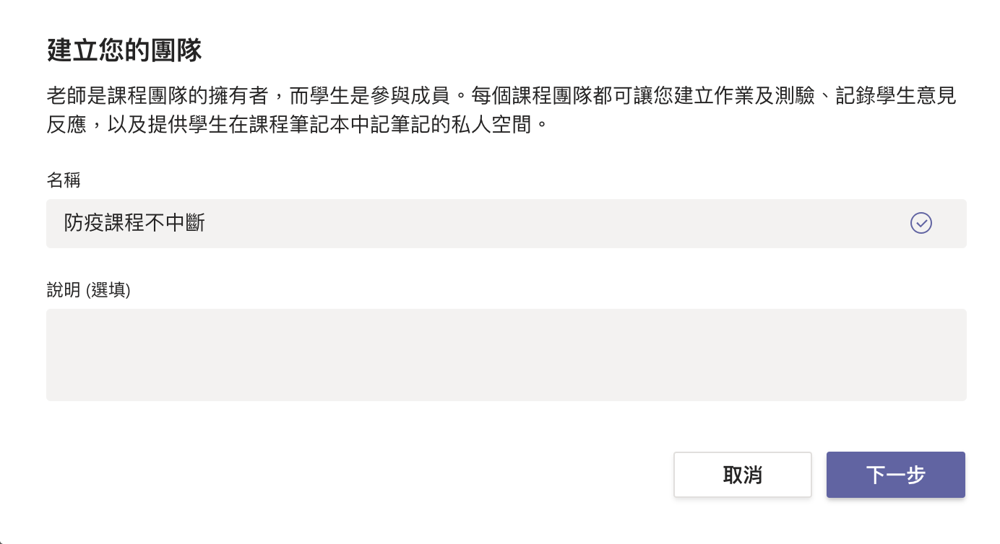 建立您的團隊
老師是課程團隊的擁有者，而學生是參與成員。每個課程團隊都可讓您建立作業及測驗、記錄學生意見
反應，以及提供學生在課程筆記本中記筆記的私人空間。
名稱
防疫課程不中斷
說明 (選填)
取消
下一步